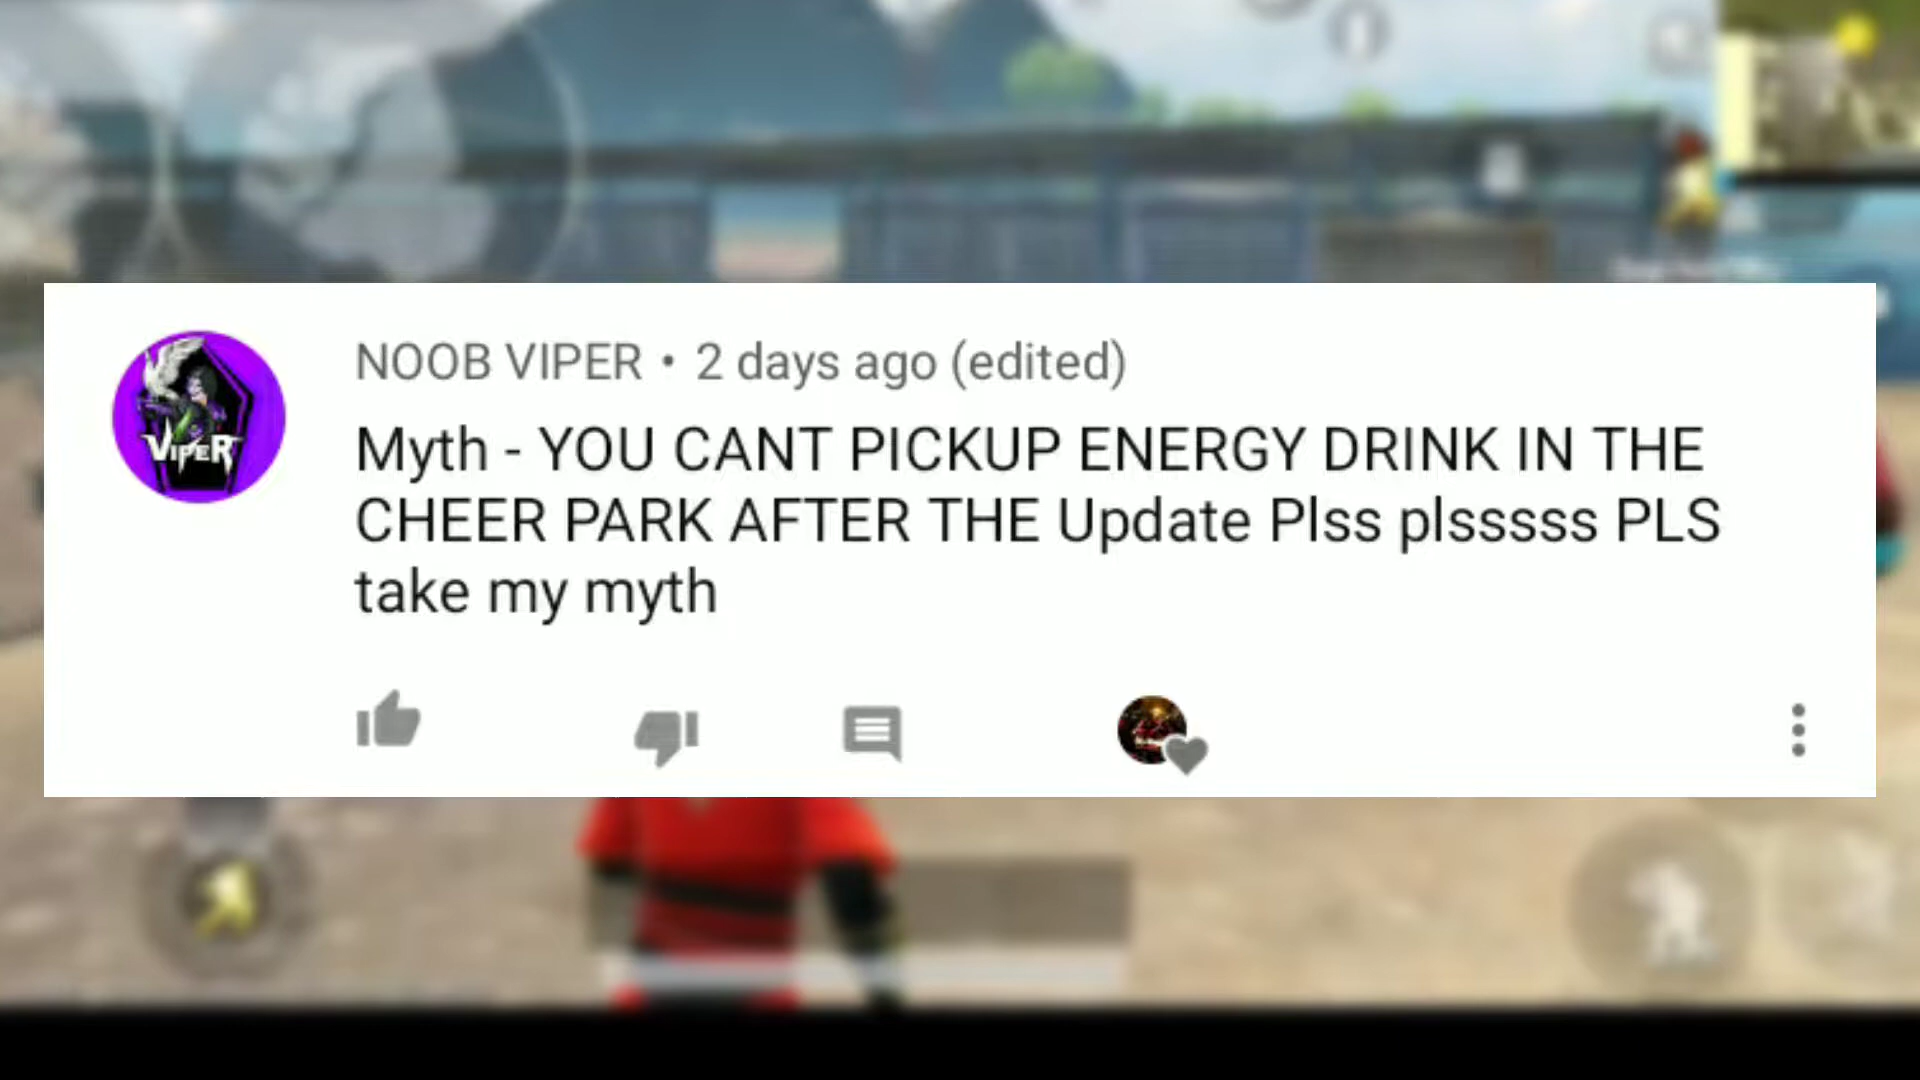 NOOB VIPER • 2 days ago (edited)
Myth - YOU CANT PICKUP ENERGY DRINK IN THE
CHEER PARK AFTER THE Update Plss plsssss PLS
take my myth
VIPER